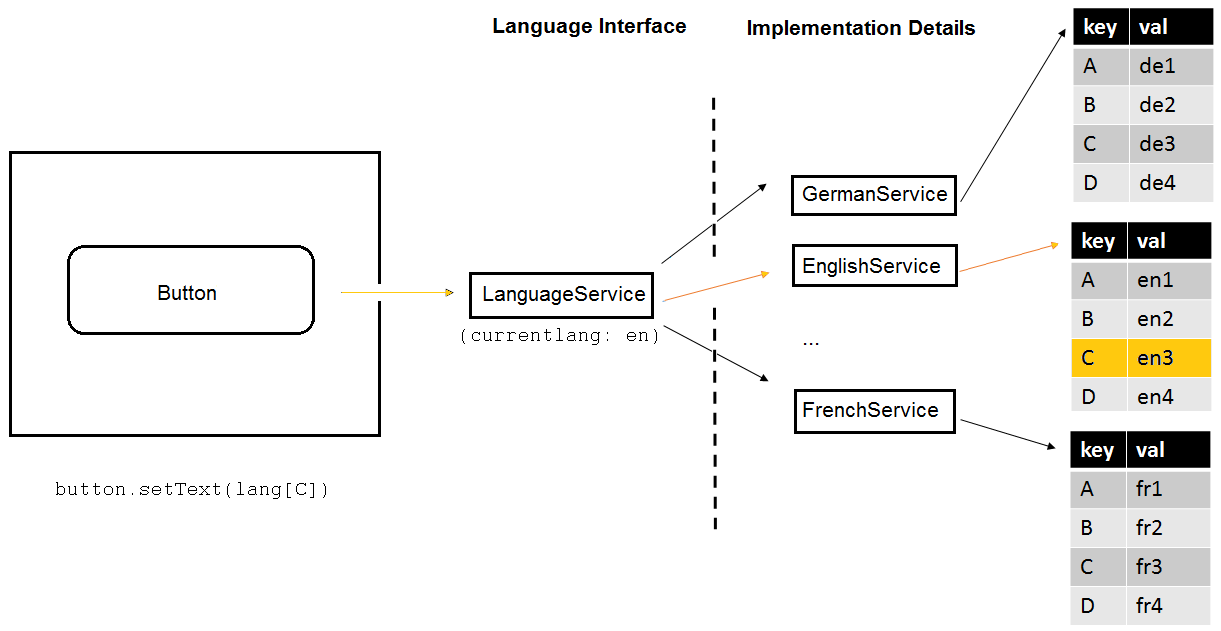 Language Interface
Implementation Details
Button
button.setText(lang[C])
LanguageService
(currentlang: en)
GermanService
EnglishService
...
FrenchService
key val
A de1
B de2
C de3
D de4
key val
A en1
B en2
C en3
D en4
key val
A fr1
B fr2
C fr3
D fr4